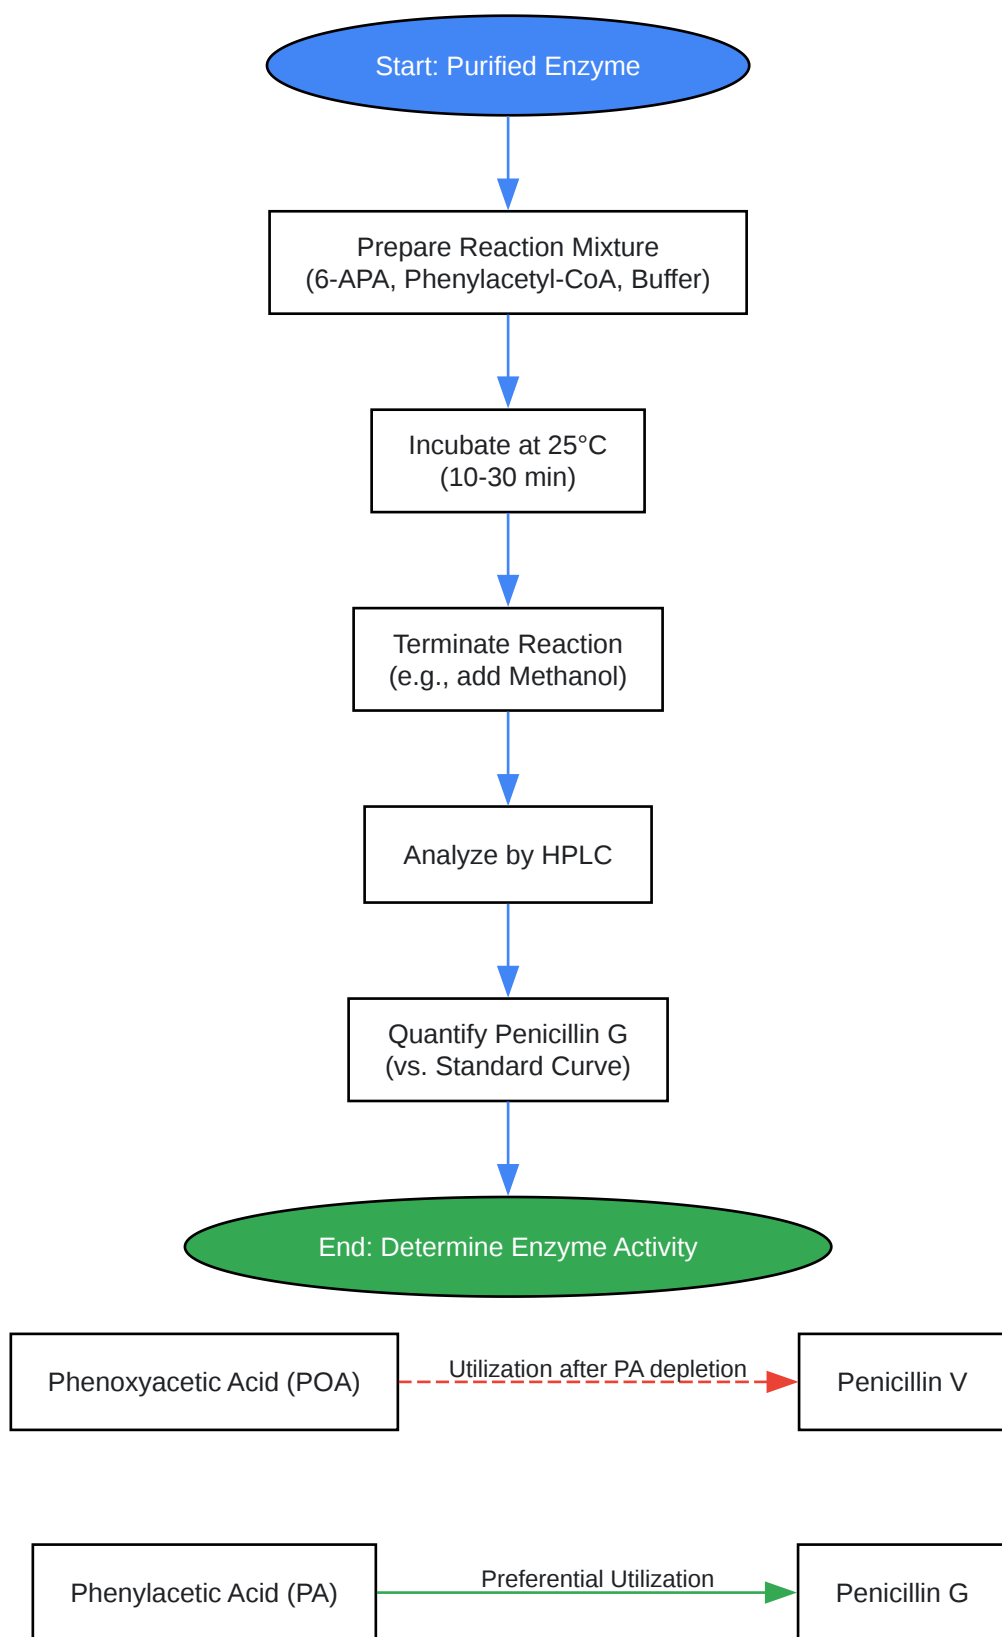 Start: Purified Enzyme
Prepare Reaction Mixture
(6-APA, Phenylacetyl-CoA, Buffer)
Incubate at 25°C
(10-30 min)
Terminate Reaction
(e.g., add Methanol)
Analyze by HPLC
Quantify Penicillin G
(vs. Standard Curve)
End: Determine Enzyme Activity
Phenoxyacetic Acid (POA)
Utilization after PA depletion
Penicillin V
Phenylacetic Acid (PA)
Preferential Utilization
Penicillin G